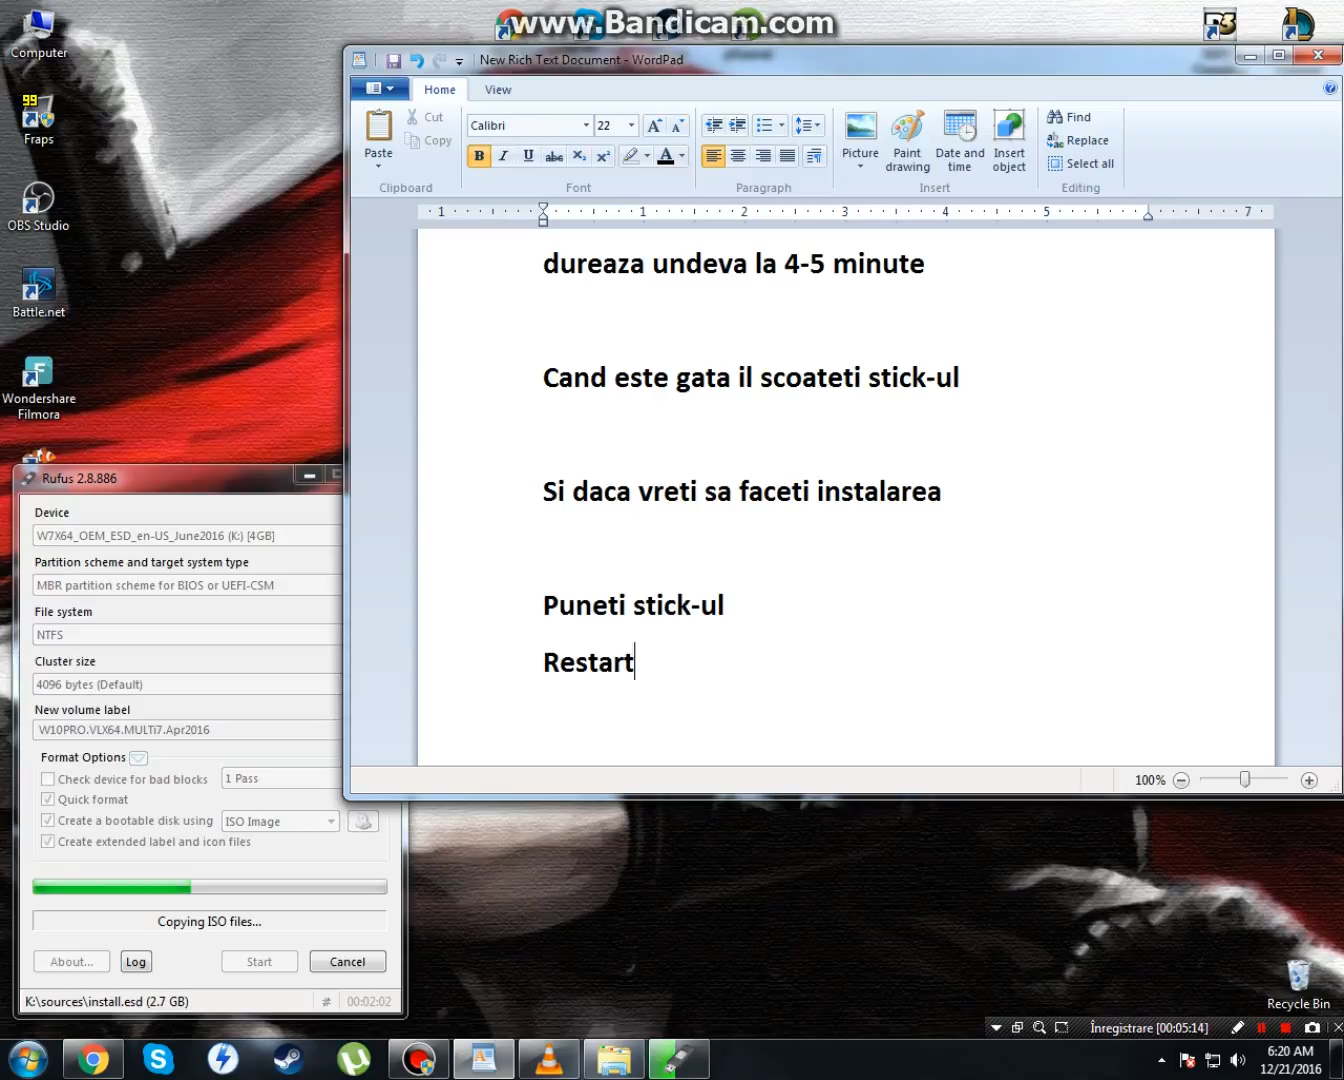 www.Bandicam.com
Computer
Fraps
OBS Studio
Battle.net
Wondershare
Filmora
New Rich Text Document - WordPad
Home
View
Paste
Cut
Copy
Clipboard
Calibri
22
Font
Paragraph
Picture
Paint
drawing
Date and
time
Insert
object
Insert
Find
Replace
Select all
Editing
1 1 2 3 4 5 7
dureaza undeva la 4-5 minute
Cand este gata il scoateti stick-ul
Si daca vreti sa faceti instalarea
Puneti stick-ul
Restart
100%
Rufus 2.8.886
Device
W7X64_OEM_ESD_en-US_June2016 (K:) [4GB]
Partition scheme and target system type
MBR partition scheme for BIOS or UEFI-CSM
File system
NTFS
Cluster size
4096 bytes (Default)
New volume label
W10PRO.VLX64.MULTi7.Apr2016
Format Options
Check device for bad blocks
1 Pass
Quick format
Create a bootable disk using
ISO Image
Create extended label and icon files
Copying ISO files...
About...
Log
Start
Cancel
K:\sources\install.esd (2.7 GB)
#
00:02:02
Recycle Bin
Înregistrare [00:05:14]
6:20 AM
12/21/2016